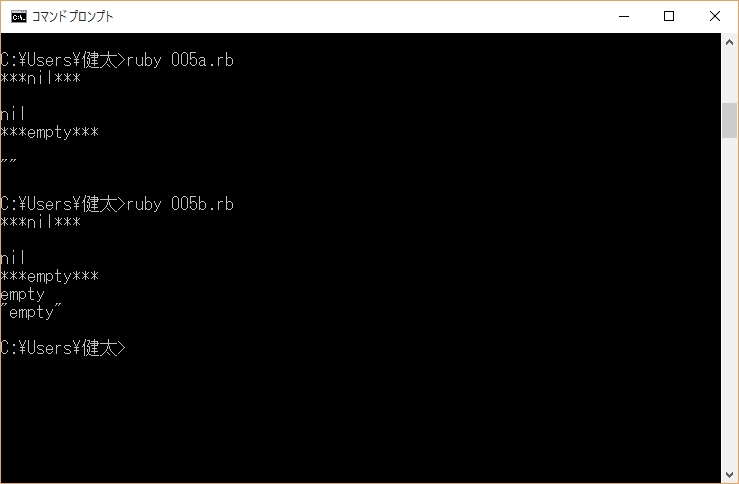 コマンド プロンプト
C:¥Users¥健太>ruby 005a.rb
***nil***
nil
***empty***
""
C:¥Users¥健太>ruby 005b.rb
***nil***
nil
***empty***
empty
"empty"
C:¥Users¥健太>